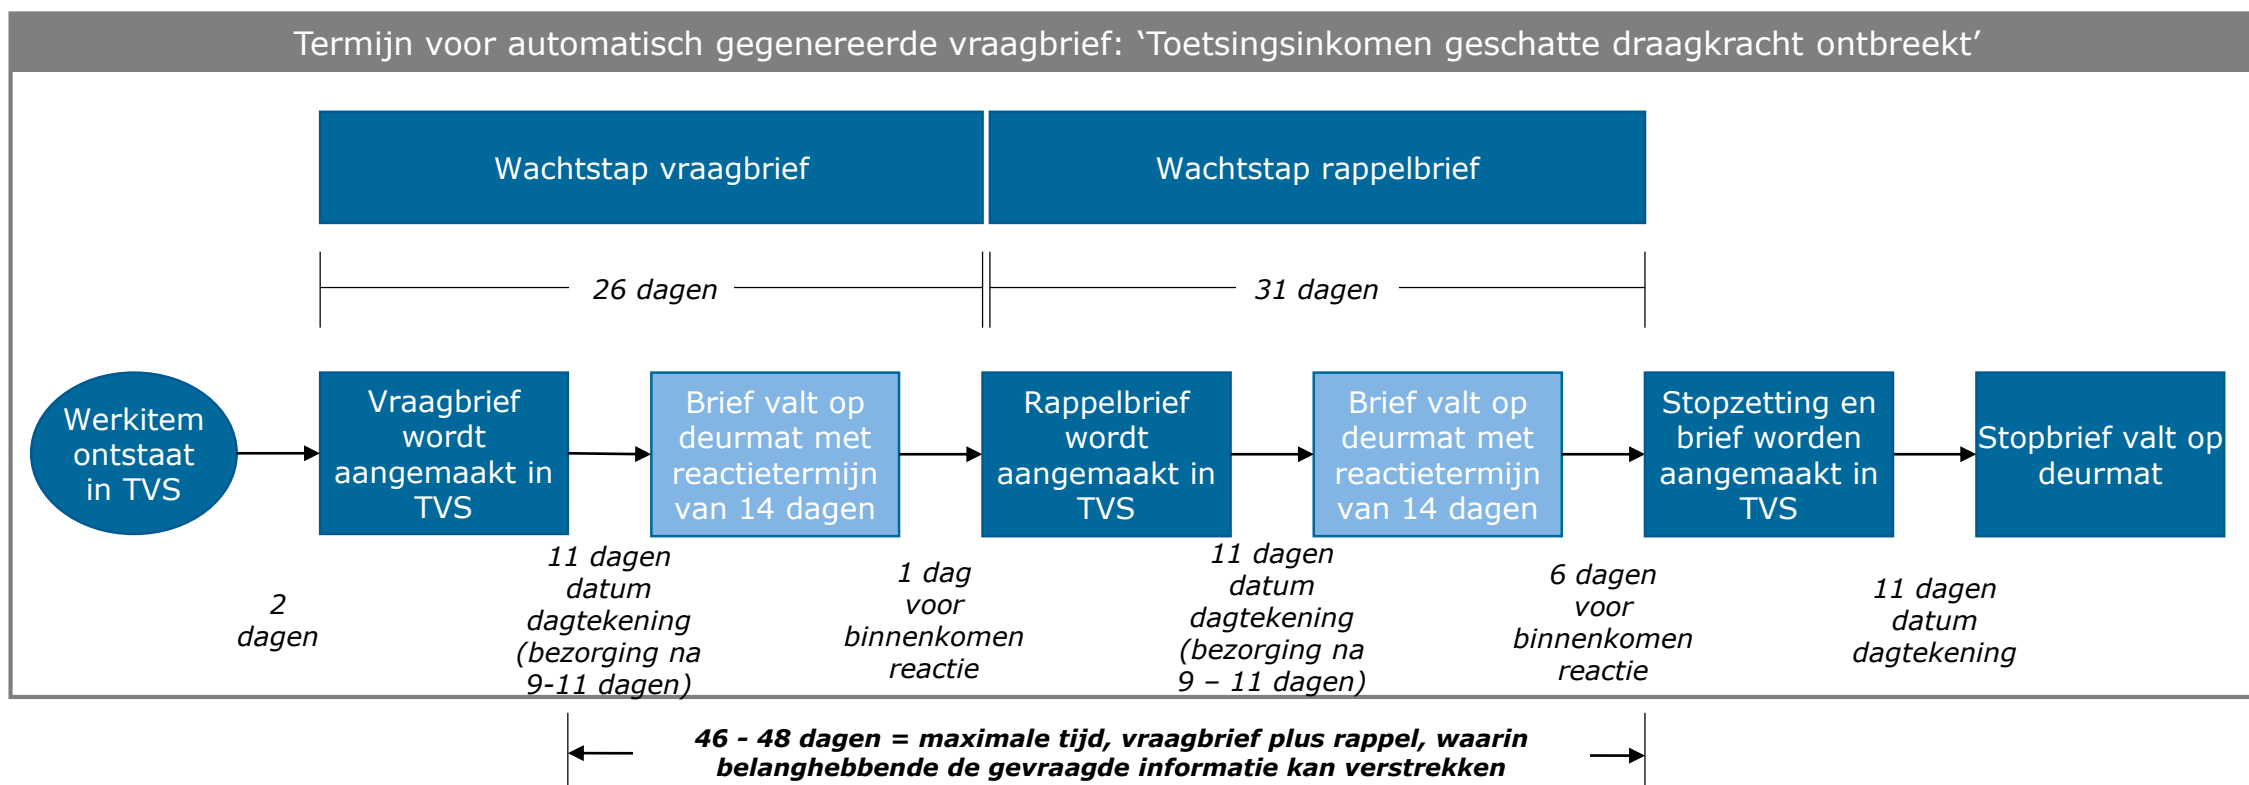 Termijn voor automatisch gegenereerde vraagbrief: ‘Toetsingsinkomen geschatte draagkracht ontbreekt’
Wachtstap vraagbrief
Wachtstap rappelbrief
26 dagen
31 dagen
Werkitem
ontstaat
in TVS
Vraagbrief
wordt
aangemaakt in
TVS
Brief valt op
deurmat met
reactietermijn
van 14 dagen
Rappelbrief
wordt
aangemaakt in
TVS
Brief valt op
deurmat met
reactietermijn
van 14 dagen
Stopzetting en
brief worden
aangemaakt in
TVS
Stopbrief valt op
deurmat
2
dagen
11 dagen
datum
dagtekening
(bezorging na
9-11 dagen)
1 dag
voor
binnenkomen
reactie
11 dagen
datum
dagtekening
(bezorging na
9 – 11 dagen)
6 dagen
voor
binnenkomen
reactie
11 dagen
datum
dagtekening
46 - 48 dagen = maximale tijd, vraagbrief plus rappel, waarin
belanghebbende de gevraagde informatie kan verstrekken